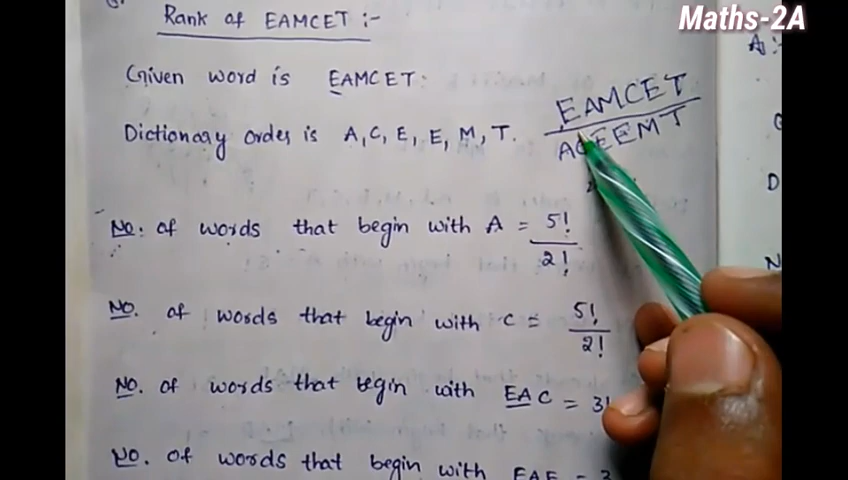 Maths-2A
Rank of EAMCET :-
Given word is EAMCET.
EAMCET
Dictionary order is A, C, E, E, M, T.
ACEEMT
No. of words that begin with A = 5!/2!
No. of words that begin with C = 5!/2!
No. of words that begin with EAC = 3!
No. of words that begin with EAE = 3